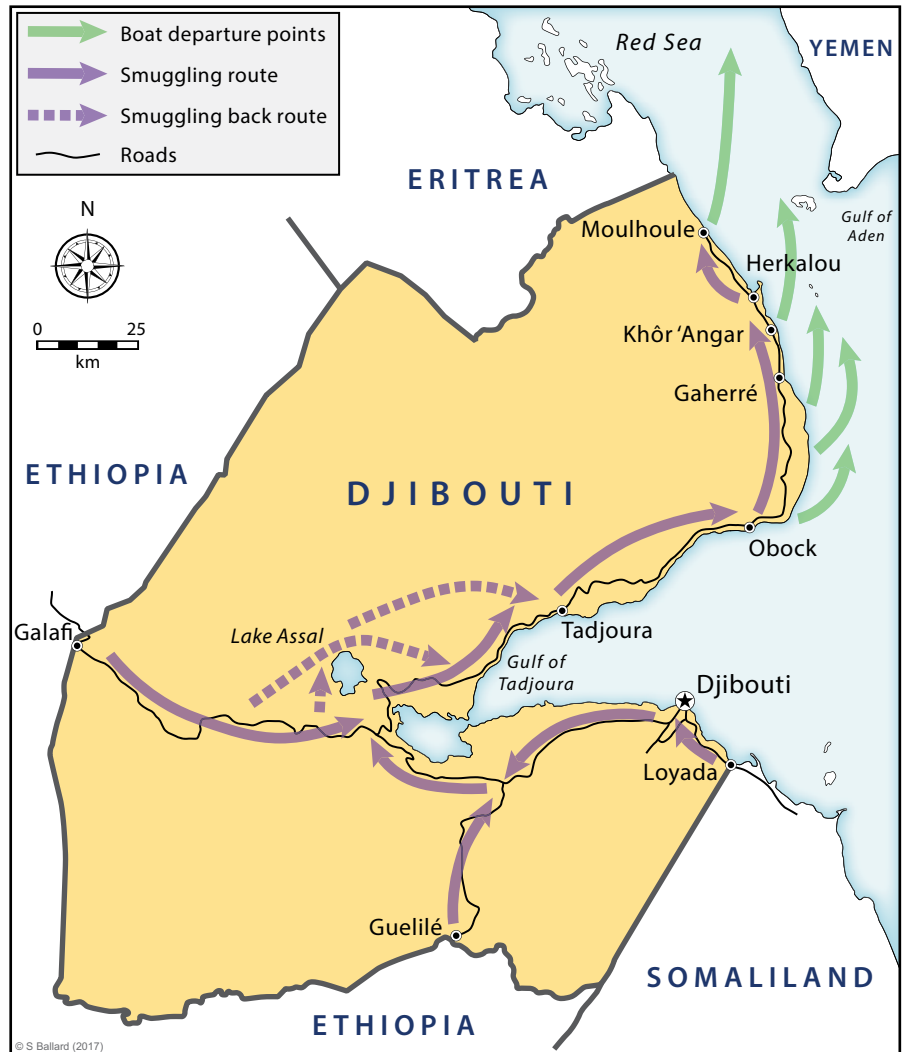 Boat departure points
Smuggling route
Smuggling back route
Roads
Red Sea
YEMEN
ERITREA
N
Gulf of
Aden
Moulhoule
Herkalou
0 25
km
Khôr ‘Angar
Gaherré
ETHIOPIA
DJIBOUTI
Obock
Galafi
Lake Assal
Tadjoura
Gulf of
Tadjoura
Djibouti
Loyada
Guelilé
SOMALILAND
ETHIOPIA
© S Ballard (2017)